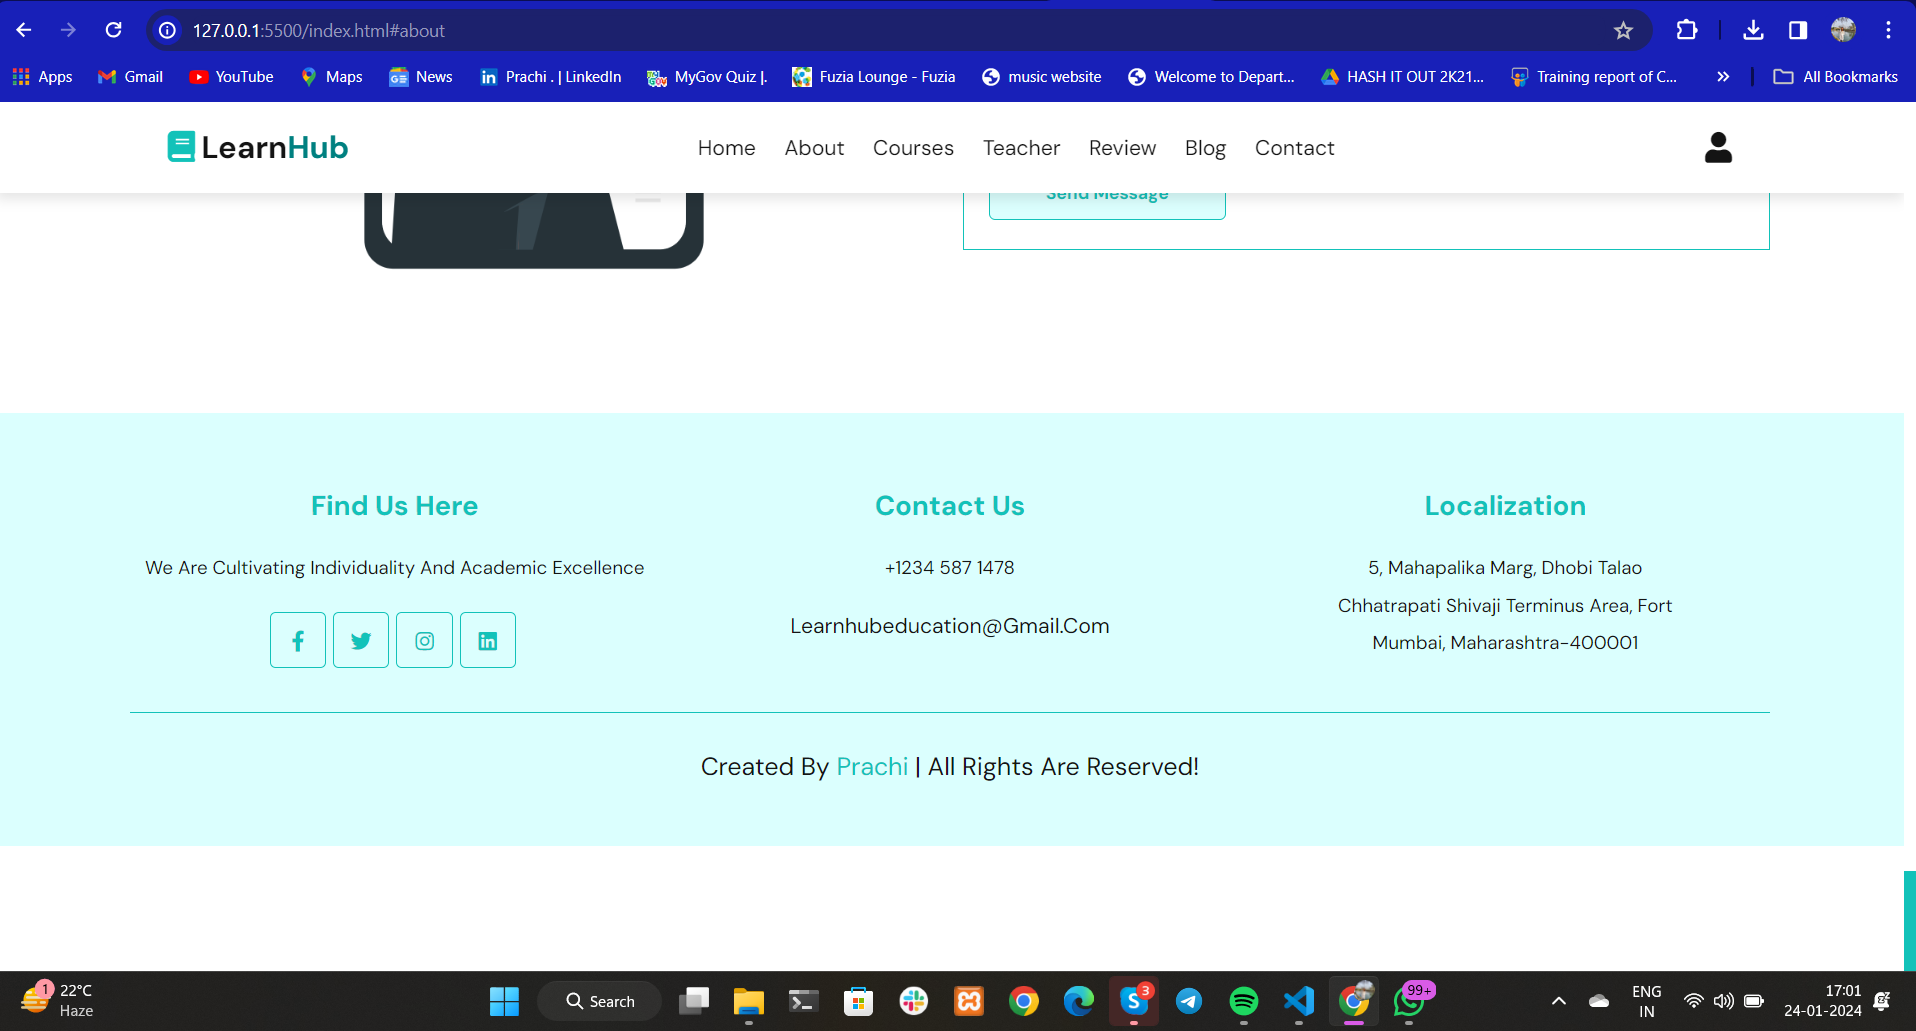 127.0.0.1:5500/index.html#about
Apps Gmail YouTube Maps News Prachi . | LinkedIn MyGov Quiz |. Fuzia Lounge - Fuzia music website Welcome to Depart... HASH IT OUT 2K21... Training report of C... » All Bookmarks
LearnHub Home About Courses Teacher Review Blog Contact
Send Message
Find Us Here Contact Us Localization
We Are Cultivating Individuality And Academic Excellence +1234 587 1478 5, Mahapalika Marg, Dhobi Talao
Chhatrapati Shivaji Terminus Area, Fort
Learnhubeducation@Gmail.Com
Mumbai, Maharashtra-400001
Created By Prachi | All Rights Are Reserved!
1 22°C
Haze
Search
3
99+
ENG
IN
17:01
24-01-2024